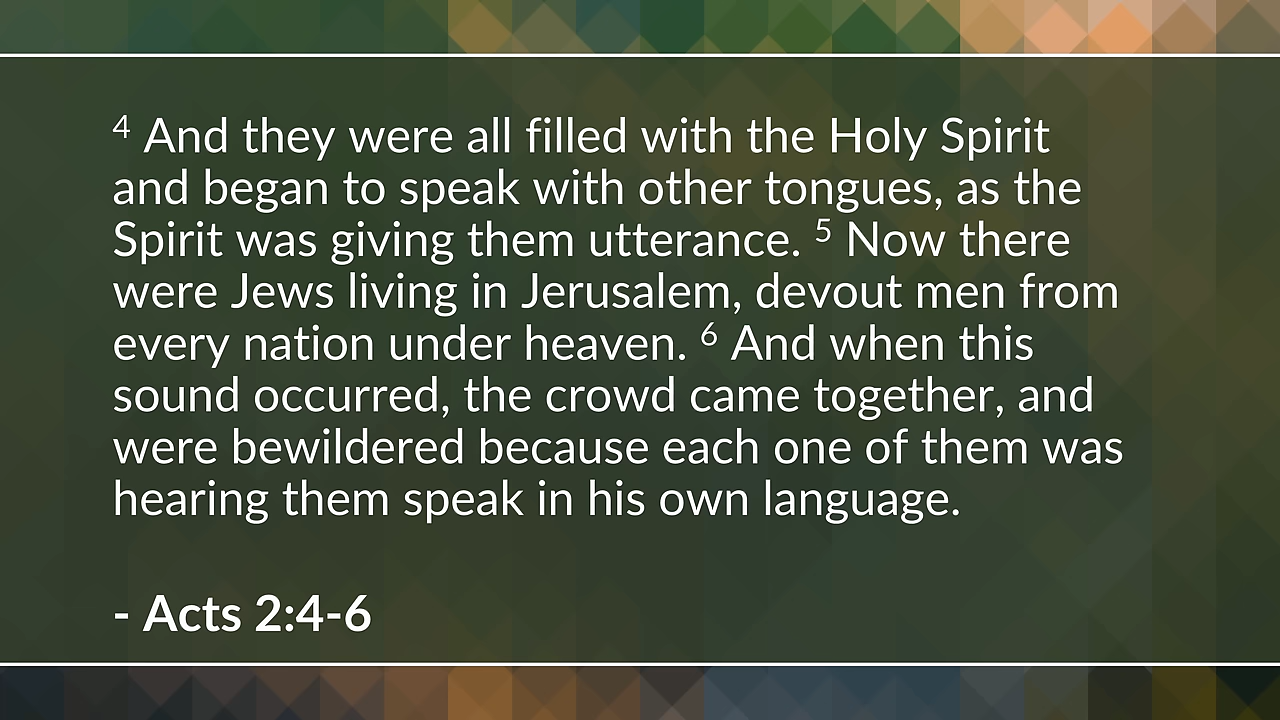 4 And they were all filled with the Holy Spirit
and began to speak with other tongues, as the
Spirit was giving them utterance. 5 Now there
were Jews living in Jerusalem, devout men from
every nation under heaven. 6 And when this
sound occurred, the crowd came together, and
were bewildered because each one of them was
hearing them speak in his own language.
- Acts 2:4-6